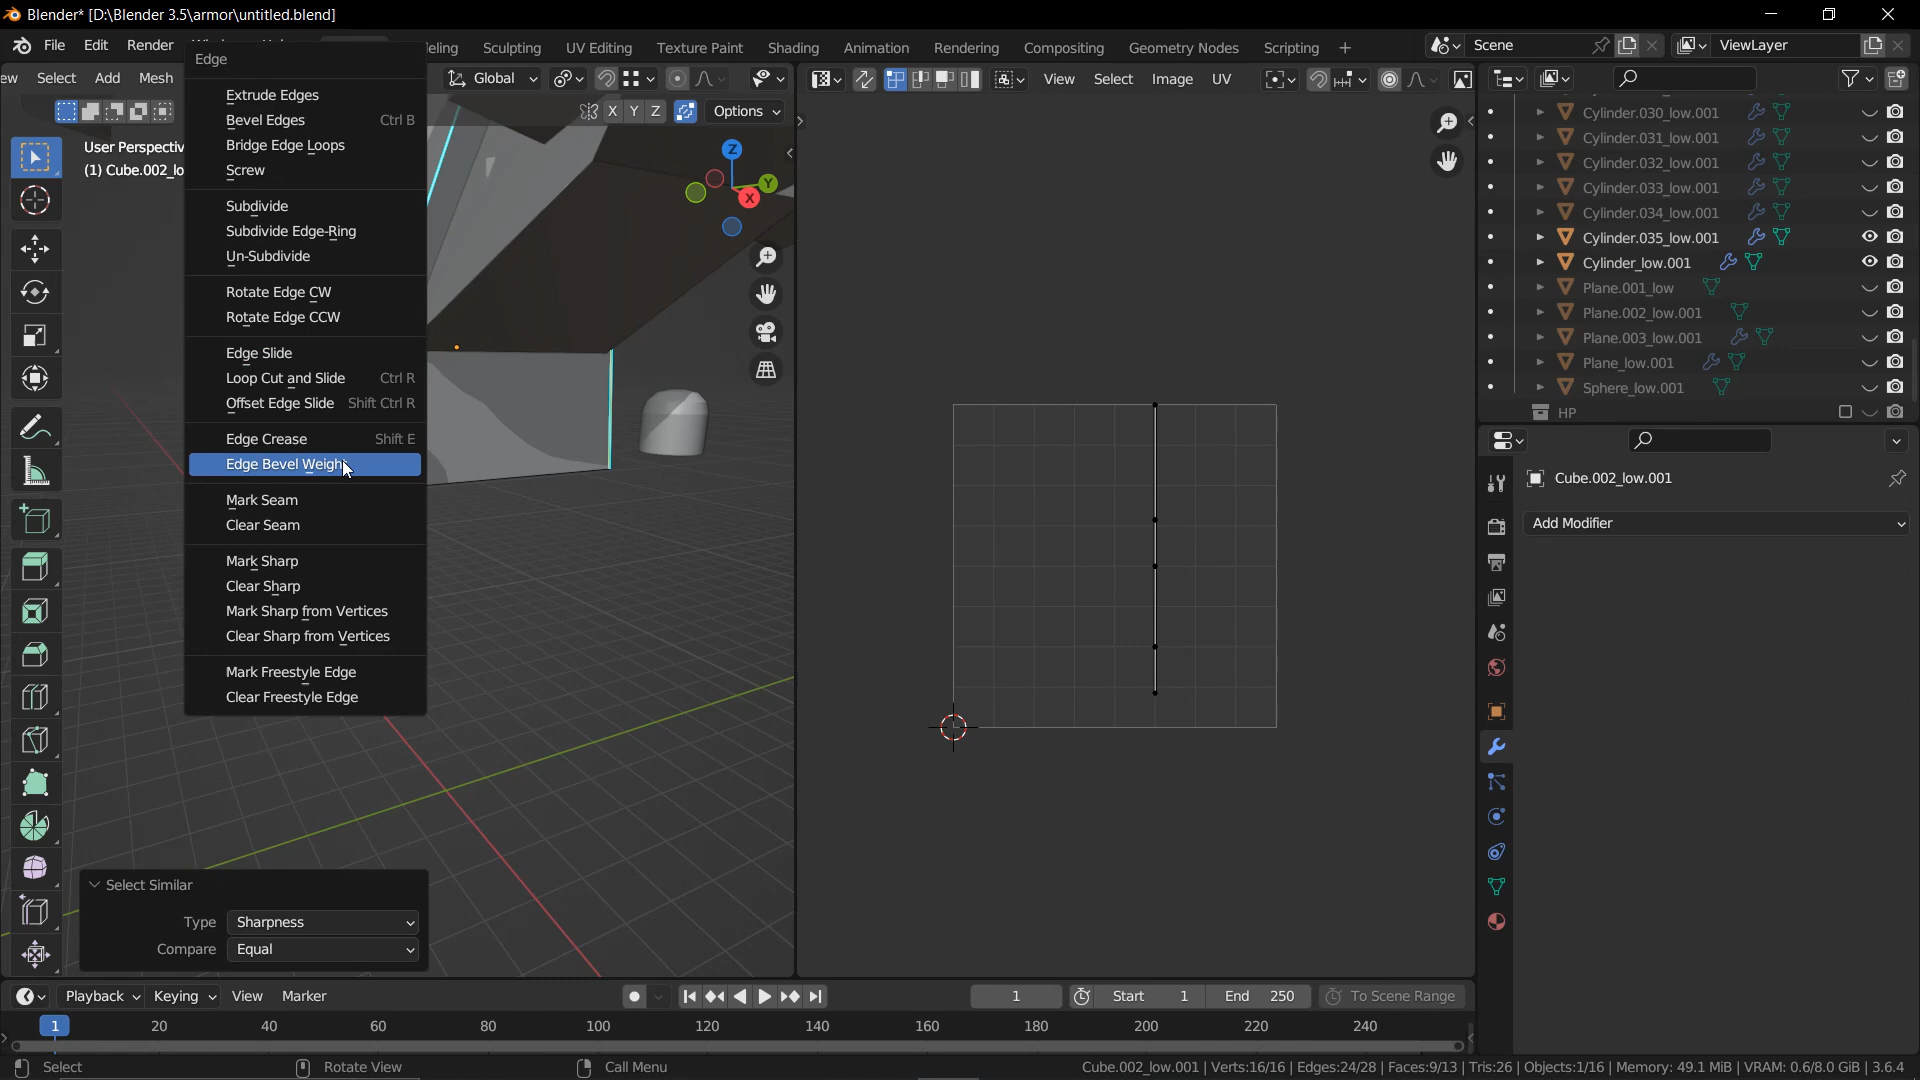 Blender* [D:\Blender 3.5\armor\untitled.blend]
File Edit Render
eling Sculpting UV Editing Texture Paint Shading Animation Rendering Compositing Geometry Nodes Scripting +
Scene
ViewLayer
ew Select Add Mesh
Global
View Select Image UV
X Y Z Options
User Perspectiv
(1) Cube.002_lo
Z
Y
X
Edge
Extrude Edges
Bevel Edges Ctrl B
Bridge Edge Loops
Screw
Subdivide
Subdivide Edge-Ring
Un-Subdivide
Rotate Edge CW
Rotate Edge CCW
Edge Slide
Loop Cut and Slide Ctrl R
Offset Edge Slide Shift Ctrl R
Edge Crease Shift E
Edge Bevel Weight
Mark Seam
Clear Seam
Mark Sharp
Clear Sharp
Mark Sharp from Vertices
Clear Sharp from Vertices
Mark Freestyle Edge
Clear Freestyle Edge
Select Similar
Type Sharpness
Compare Equal
Cylinder.030_low.001
Cylinder.031_low.001
Cylinder.032_low.001
Cylinder.033_low.001
Cylinder.034_low.001
Cylinder.035_low.001
Cylinder_low.001
Plane.001_low
Plane.002_low.001
Plane.003_low.001
Plane_low.001
Sphere_low.001
HP
Cube.002_low.001
Add Modifier
Playback Keying View Marker
1 Start 1 End 250 To Scene Range
1 20 40 60 80 100 120 140 160 180 200 220 240
Select Rotate View Call Menu
Cube.002_low.001 | Verts:16/16 | Edges:24/28 | Faces:9/13 | Tris:26 | Objects:1/16 | Memory: 49.1 MiB | VRAM: 0.6/8.0 GiB | 3.6.4